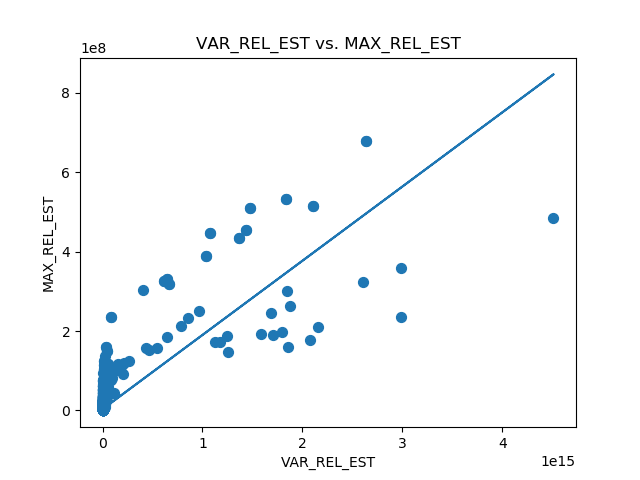 VAR_REL_EST vs. MAX_REL_EST
1e8
8
6
4
2
0
MAX_REL_EST
0 1 2 3 4
1e15
VAR_REL_EST